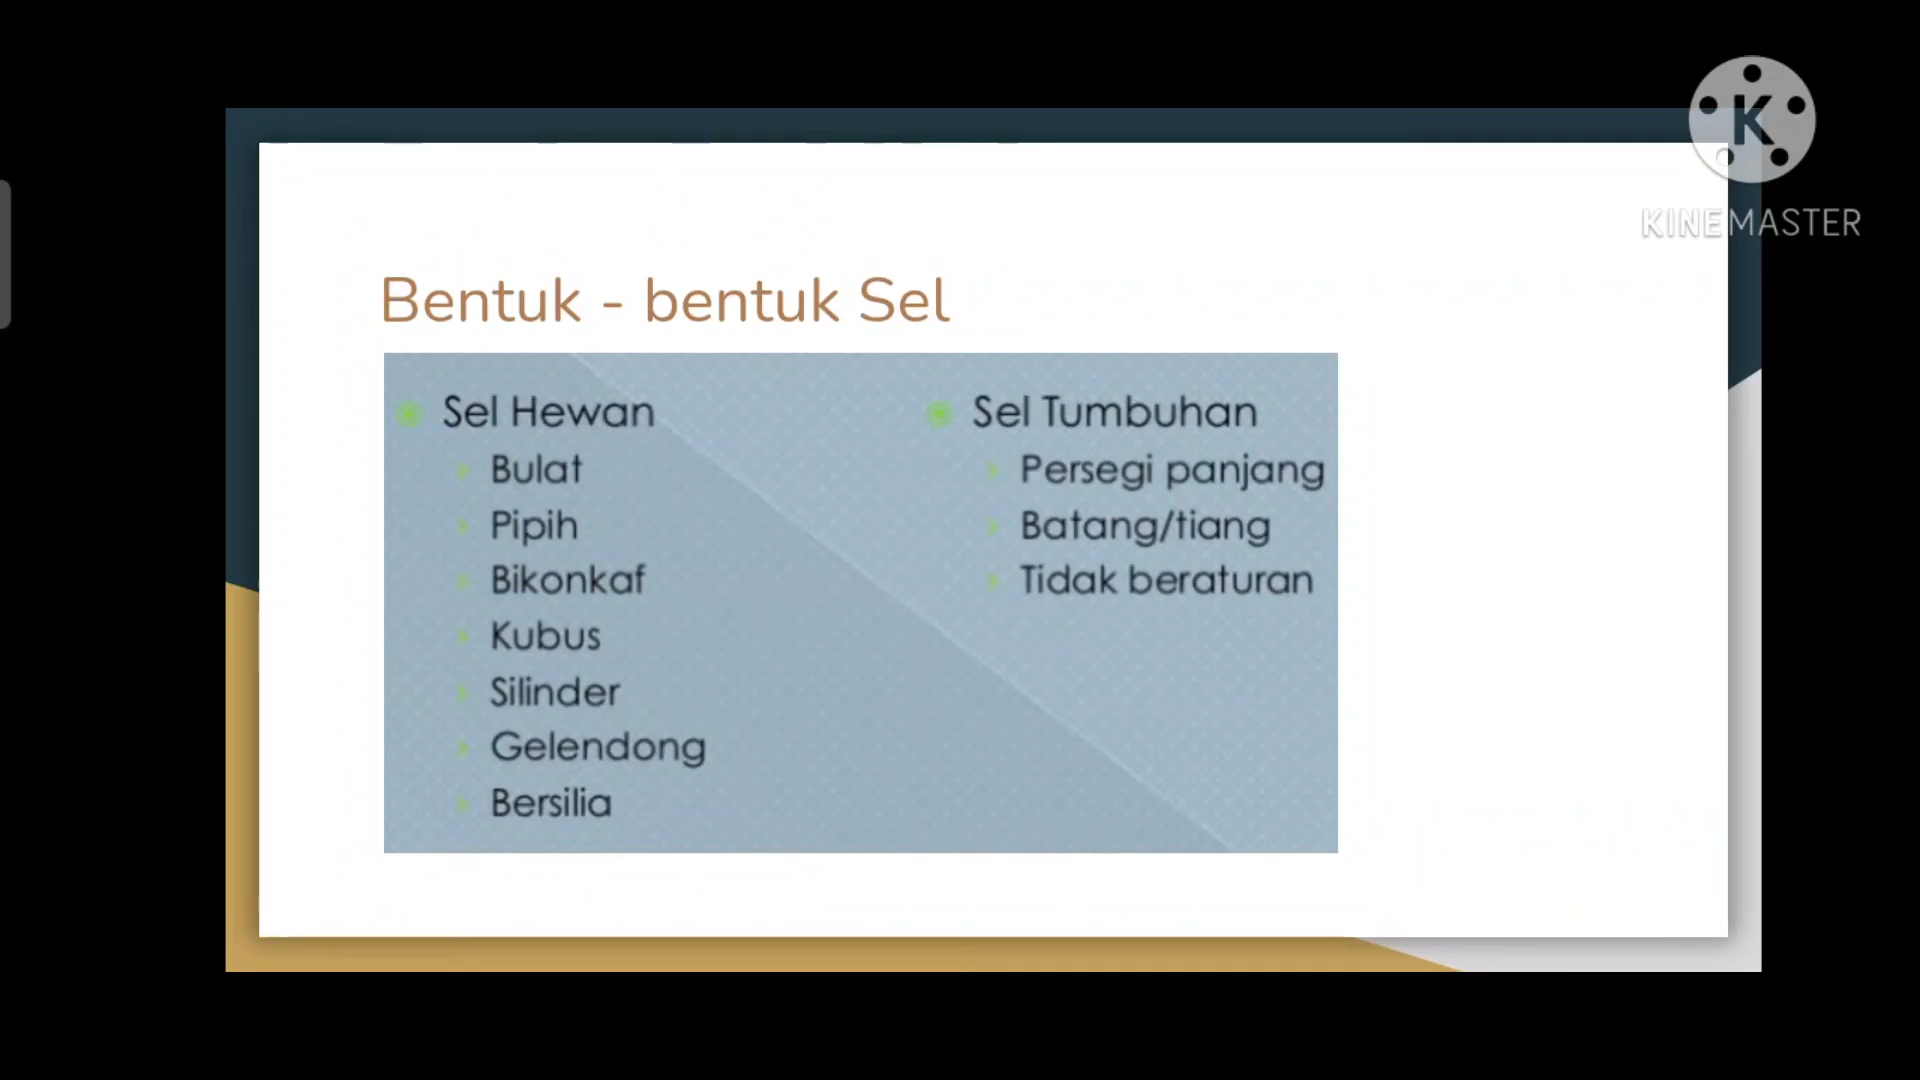 K
KINEMASTER
Bentuk - bentuk Sel
Sel Hewan
Bulat
Pipih
Bikonkaf
Kubus
Silinder
Gelendong
Bersilia
Sel Tumbuhan
Persegi panjang
Batang/tiang
Tidak beraturan